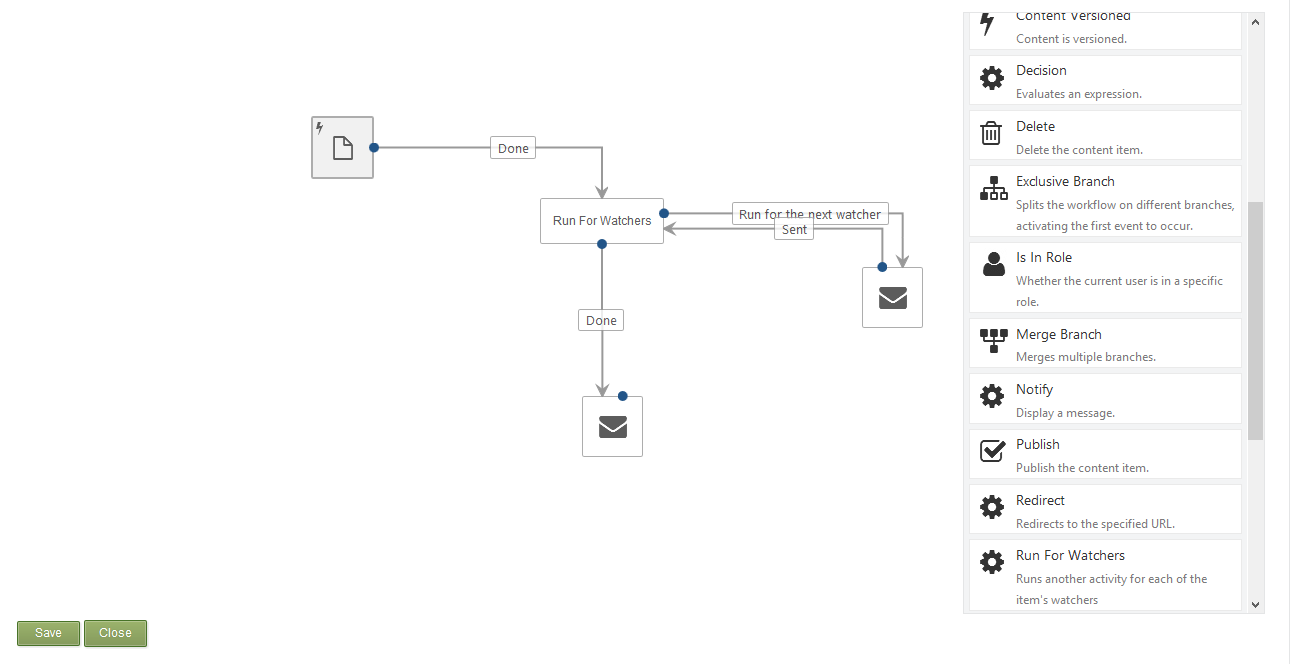 Done
Run For Watchers
Run for the next watcher
Sent
Done
Save
Close
Content Versioned
Content is versioned.
Decision
Evaluates an expression.
Delete
Delete the content item.
Exclusive Branch
Splits the workflow on different branches,
activating the first event to occur.
Is In Role
Whether the current user is in a specific
role.
Merge Branch
Merges multiple branches.
Notify
Display a message.
Publish
Publish the content item.
Redirect
Redirects to the specified URL.
Run For Watchers
Runs another activity for each of the
item's watchers